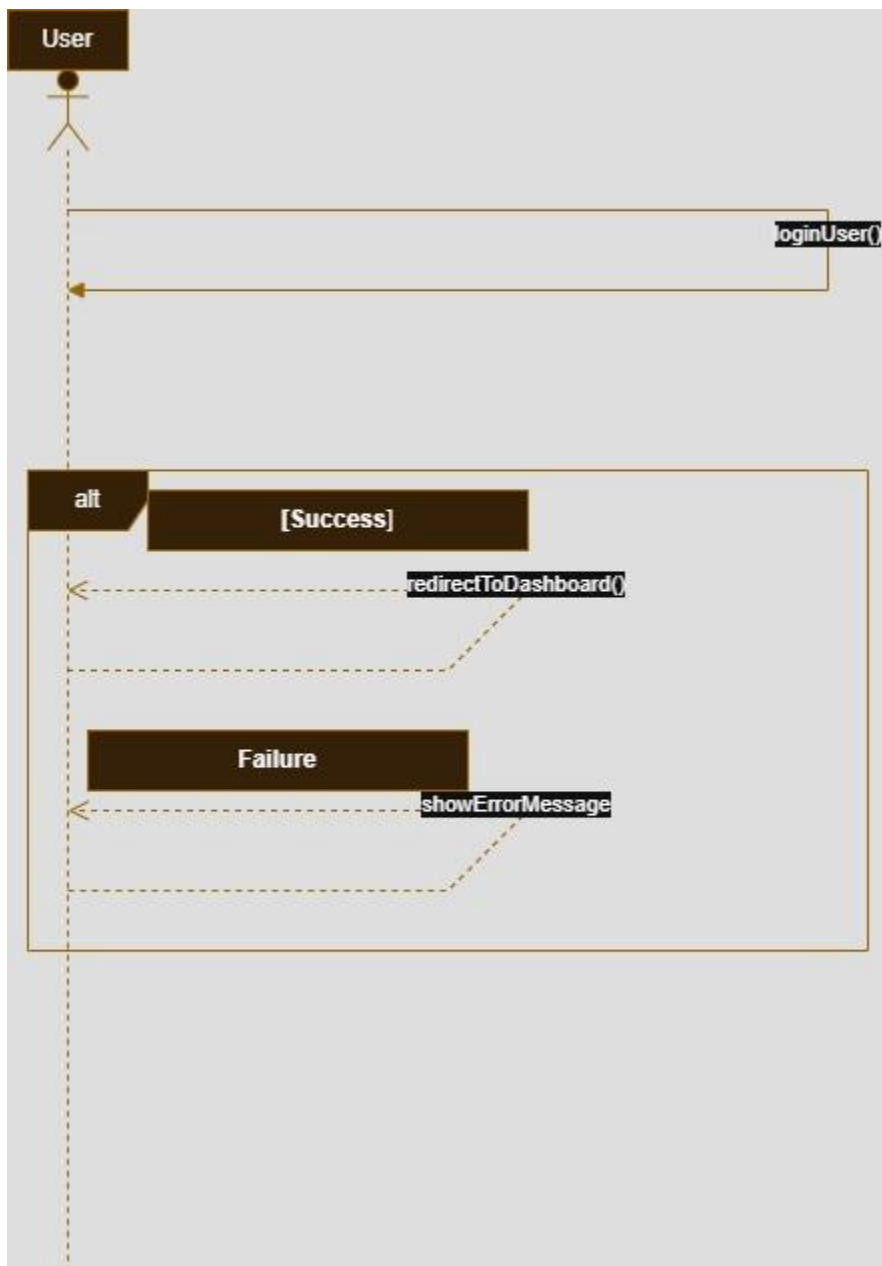 User
loginUser()
alt
[Success]
redirectToDashboard()
Failure
showErrorMessage